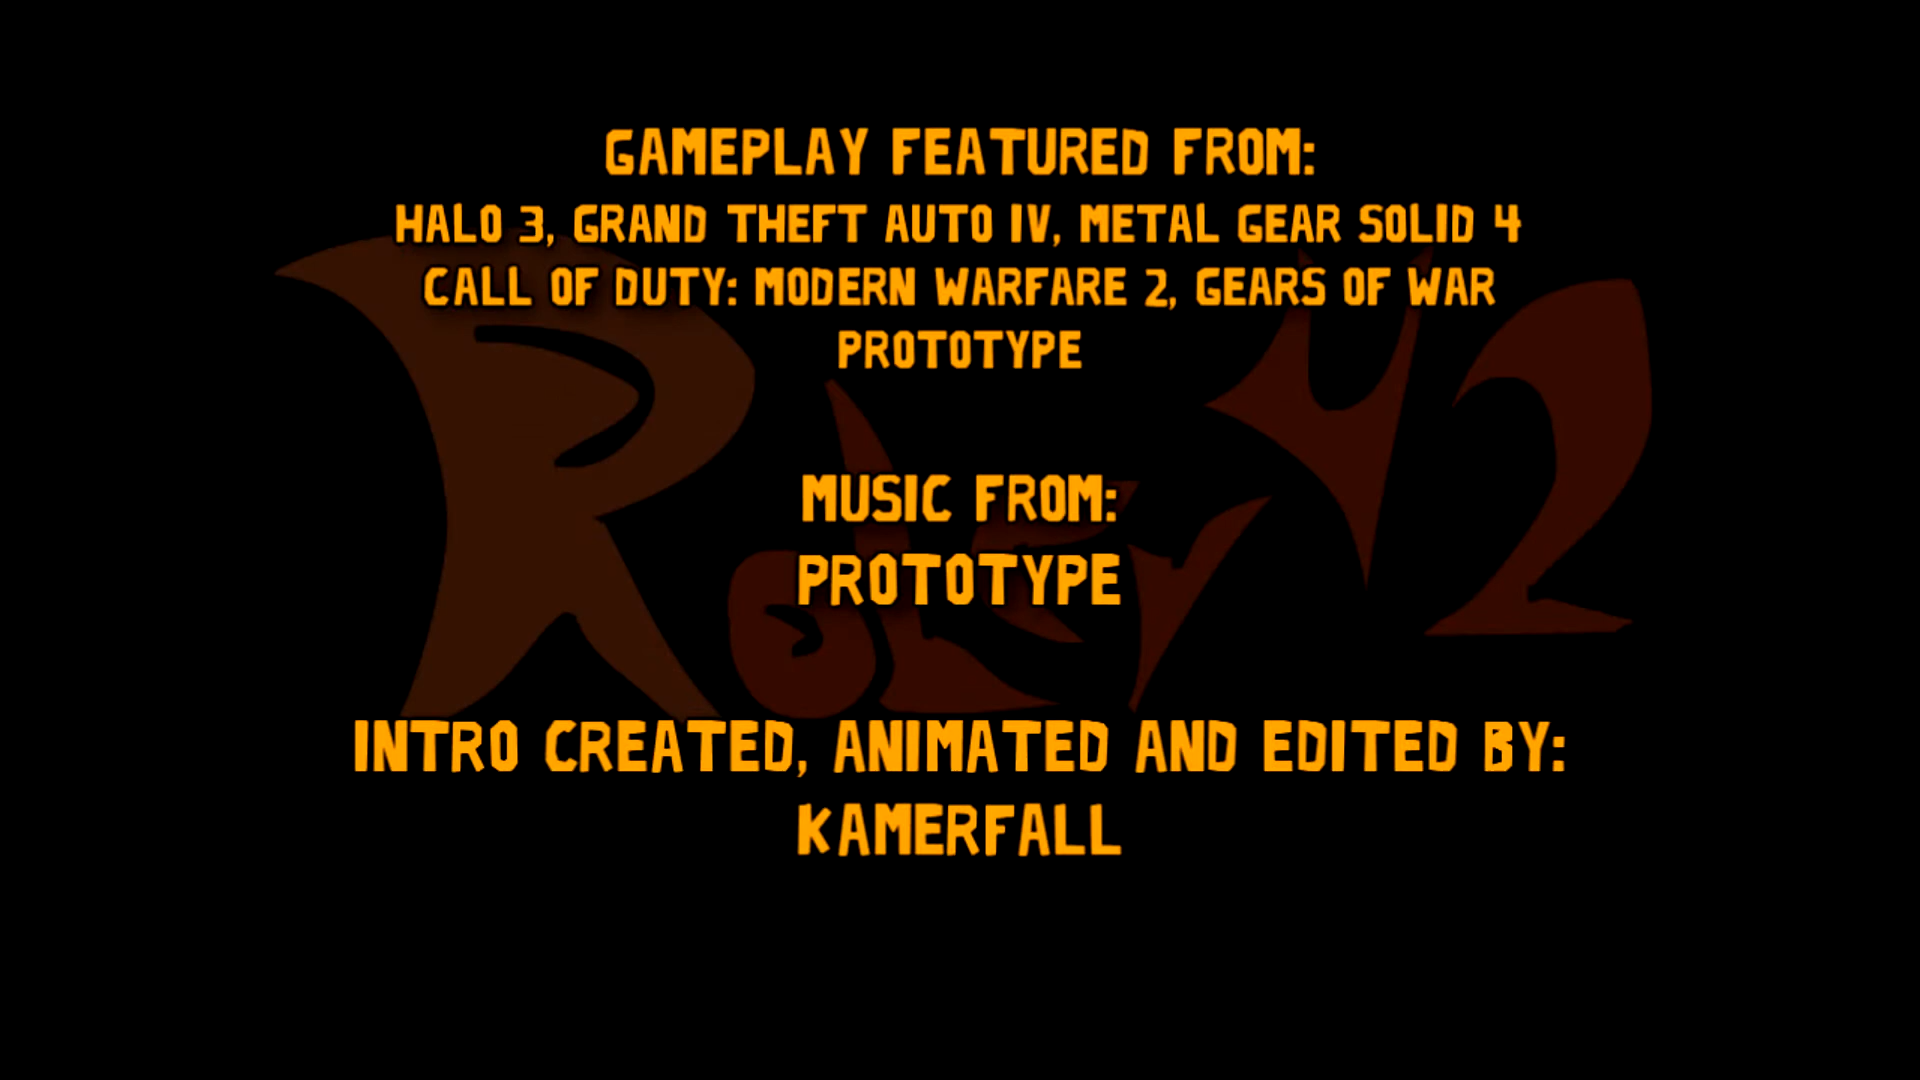 GAMEPLAY FEATURED FROM:
HALO 3, GRAND THEFT AUTO IV, METAL GEAR SOLID 4
CALL OF DUTY: MODERN WARFARE 2, GEARS OF WAR
PROTOTYPE
MUSIC FROM:
PROTOTYPE
INTRO CREATED, ANIMATED AND EDITED BY:
KAMERFALL